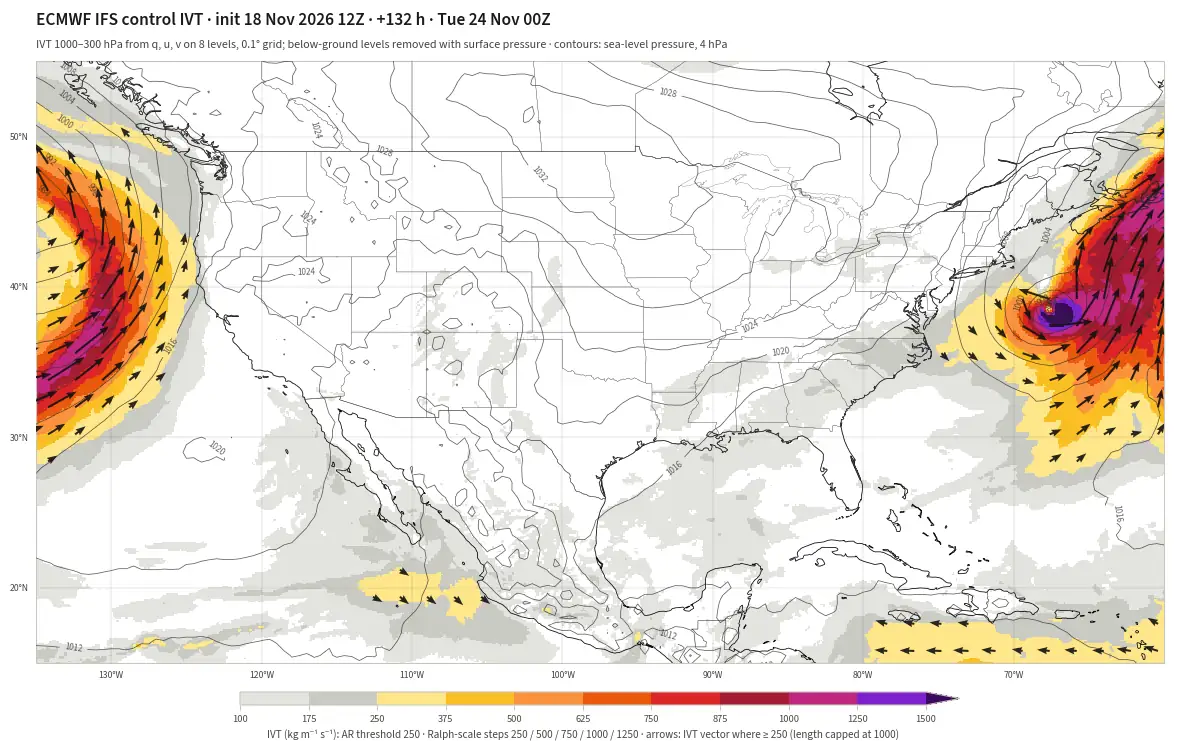 ECMWF IFS control IVT · init 18 Nov 2026 12Z · +132 h · Tue 24 Nov 00Z
IVT 1000–300 hPa from q, u, v on 8 levels, 0.1° grid; below-ground levels removed with surface pressure · contours: sea-level pressure, 4 hPa
1008
1004
1000
1028
1024
1028
50°N
992
996
1032
1024
1004
1024
40°N
1000
1024
1016
1020
30°N
1020
1016
1016
20°N
1012
1012
130°W
120°W
110°W
100°W
90°W
80°W
70°W
100
175
250
375
500
625
750
875
1000
1250
1500
IVT (kg m⁻¹ s⁻¹): AR threshold 250 · Ralph-scale steps 250 / 500 / 750 / 1000 / 1250 · arrows: IVT vector where ≥ 250 (length capped at 1000)